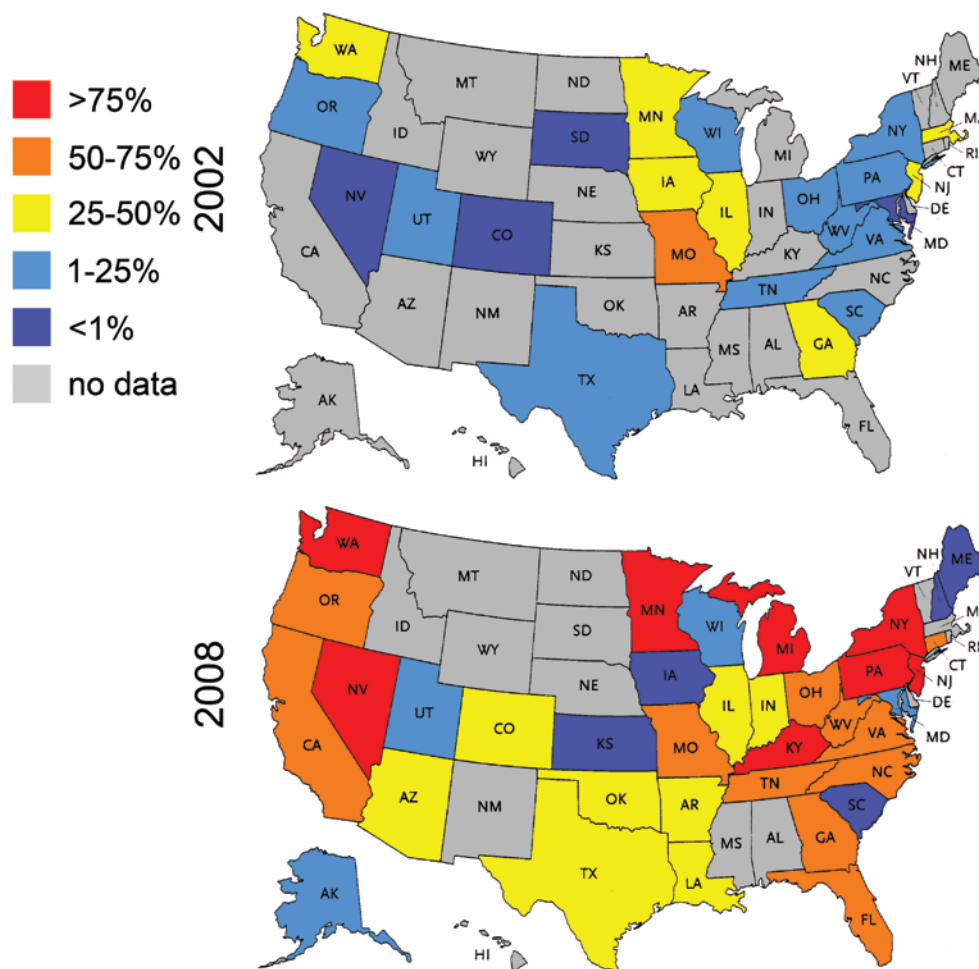 >75%
50-75%
25-50%
1-25%
<1%
no data
2002
WA
OR
ID
MT
ND
SD
WY
NE
NV
UT
CO
KS
CA
AZ
NM
OK
TX
MN
IA
MO
AR
LA
WI
IL
MI
IN
OH
KY
TN
MS
AL
GA
FL
SC
NC
VA
WV
PA
NY
VT
NH
ME
MA
RI
CT
NJ
DE
MD
AK
HI
2008
WA
OR
ID
MT
ND
SD
WY
NE
NV
UT
CO
KS
CA
AZ
NM
OK
TX
MN
IA
MO
AR
LA
WI
IL
MI
IN
OH
KY
TN
MS
AL
GA
FL
SC
NC
VA
WV
PA
NY
VT
NH
ME
M
RI
CT
NJ
DE
MD
AK
HI